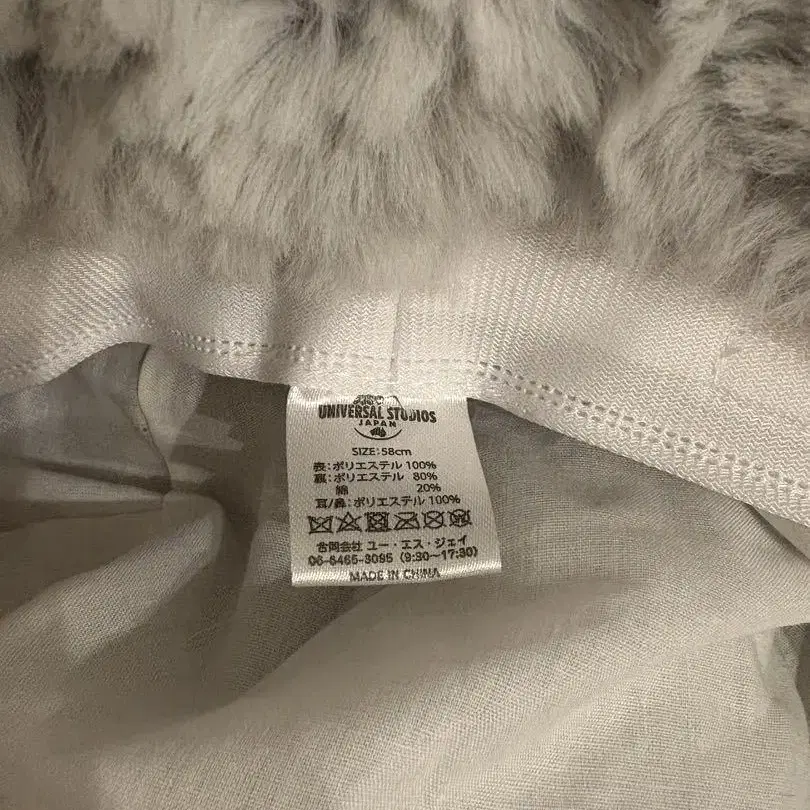 UNIVERSAL STUDIOS
JAPAN
SIZE:58cm
表:ポリエステル 100%
裏:ポリエステル 80%
綿 20%
耳/鼻:ポリエステル 100%
合同会社 ユー・エス・ジェイ
06-6465-3095 (9:30~17:30)
MADE IN CHINA